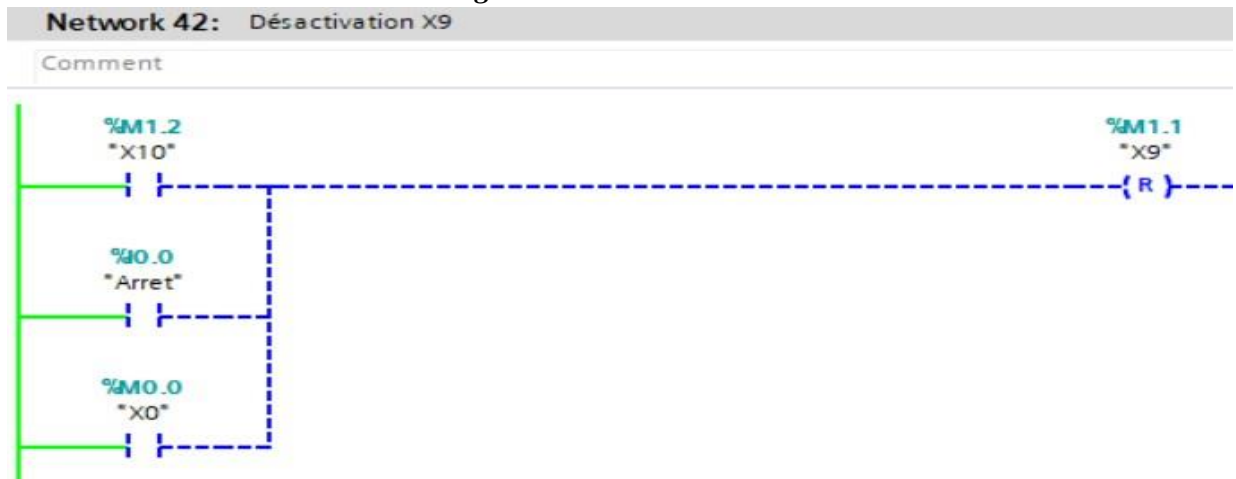 Network 42: Désactivation X9
Comment
%M1.2
"X10"
%M1.1
"X9"
R
%I0.0
"Arret"
%M0.0
"X0"